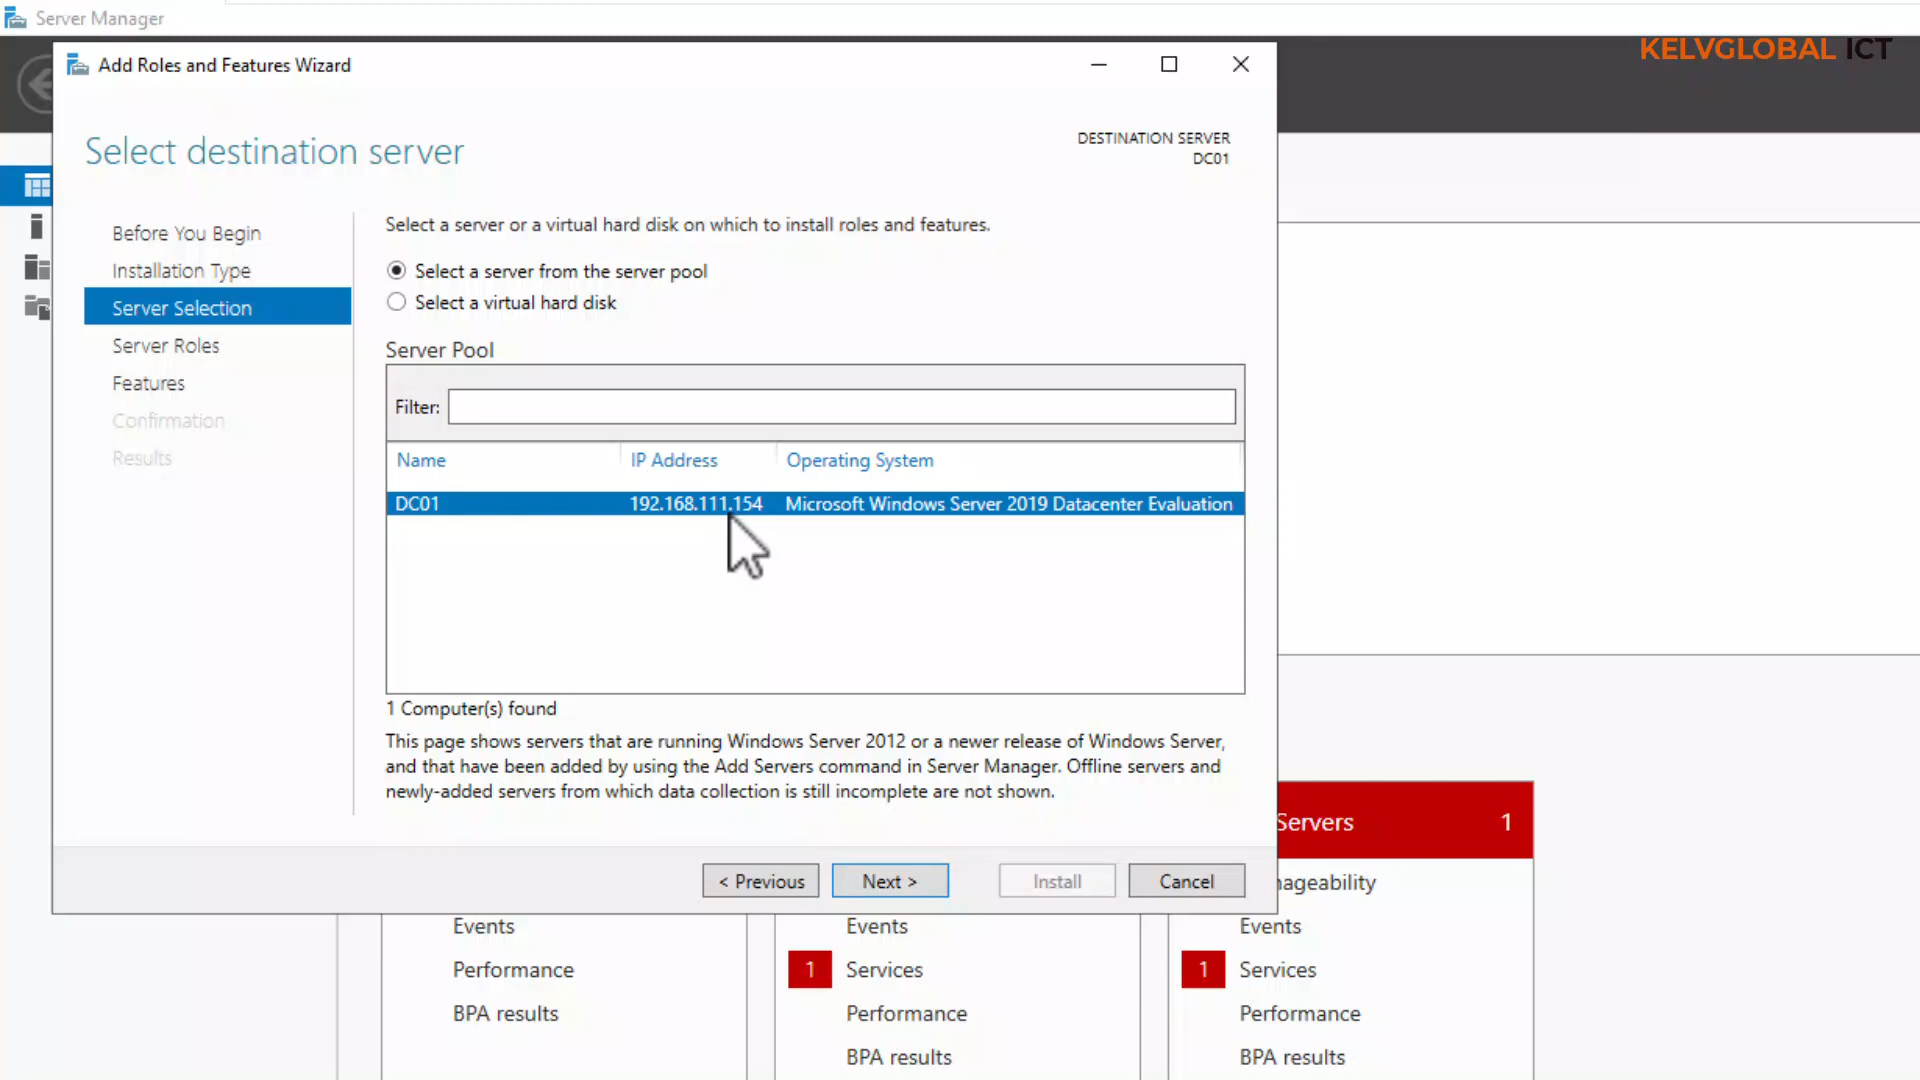 Server Manager
KELVGLOBAL ICT
Add Roles and Features Wizard
Select destination server
DESTINATION SERVER
DC01
Before You Begin
Installation Type
Server Selection
Server Roles
Features
Confirmation
Results
Select a server or a virtual hard disk on which to install roles and features.
Select a server from the server pool
Select a virtual hard disk
Server Pool
Filter:
Name IP Address Operating System
DC01 192.168.111.154 Microsoft Windows Server 2019 Datacenter Evaluation
1 Computer(s) found
This page shows servers that are running Windows Server 2012 or a newer release of Windows Server,
and that have been added by using the Add Servers command in Server Manager. Offline servers and
newly-added servers from which data collection is still incomplete are not shown.
< Previous Next > Install Cancel
Servers 1
nageability
Events Events Events
Performance 1 Services 1 Services
BPA results Performance Performance
BPA results BPA results